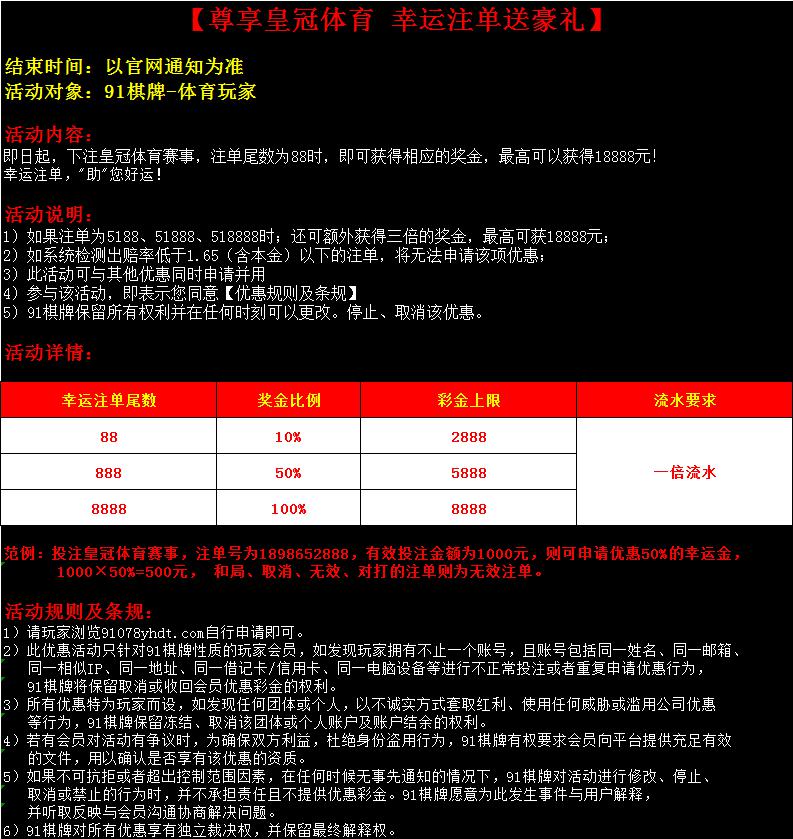 【尊享皇冠体育 幸运注单送豪礼】
结束时间：以官网通知为准
活动对象：91棋牌-体育玩家
活动内容：
即日起，下注皇冠体育赛事，注单尾数为88时，即可获得相应的奖金，最高可以获得18888元！
幸运注单，"助"您好运！
活动说明：
1）如果注单为5188、51888、518888时；还可额外获得三倍的奖金，最高可获18888元；
2）如系统检测出赔率低于1.65（含本金）以下的注单，将无法申请该项优惠；
3）此活动可与其他优惠同时申请并用
4）参与该活动，即表示您同意【优惠规则及条规】
5）91棋牌保留所有权利并在任何时刻可以更改。停止、取消该优惠。
活动详情：
幸运注单尾数 奖金比例 彩金上限 流水要求
88 10% 2888
888 50% 5888 一倍流水
8888 100% 8888
范例：投注皇冠体育赛事，注单号为1898652888，有效投注金额为1000元，则可申请优惠50%的幸运金，
1000×50%=500元， 和局、取消、无效、对打的注单则为无效注单。
活动规则及条规：
1）请玩家浏览91078yhdt.com自行申请即可。
2）此优惠活动只针对91棋牌性质的玩家会员，如发现玩家拥有不止一个账号，且账号包括同一姓名、同一邮箱、
同一相似IP、同一地址、同一借记卡/信用卡、同一电脑设备等进行不正常投注或者重复申请优惠行为，
91棋牌将保留取消或收回会员优惠彩金的权利。
3）所有优惠特为玩家而设，如发现任何团体或个人，以不诚实方式套取红利、使用任何威胁或滥用公司优惠
等行为，91棋牌保留冻结、取消该团体或个人账户及账户结余的权利。
4）若有会员对活动有争议时，为确保双方利益，杜绝身份盗用行为，91棋牌有权要求会员向平台提供充足有效
的文件，用以确认是否享有该优惠的资质。
5）如果不可抗拒或者超出控制范围因素，在任何时候无事先通知的情况下，91棋牌对活动进行修改、停止、
取消或禁止的行为时，并不承担责任且不提供优惠彩金。91棋牌愿意为此发生事件与用户解释，
并听取反映与会员沟通协商解决问题。
6）91棋牌对所有优惠享有独立裁决权，并保留最终解释权。